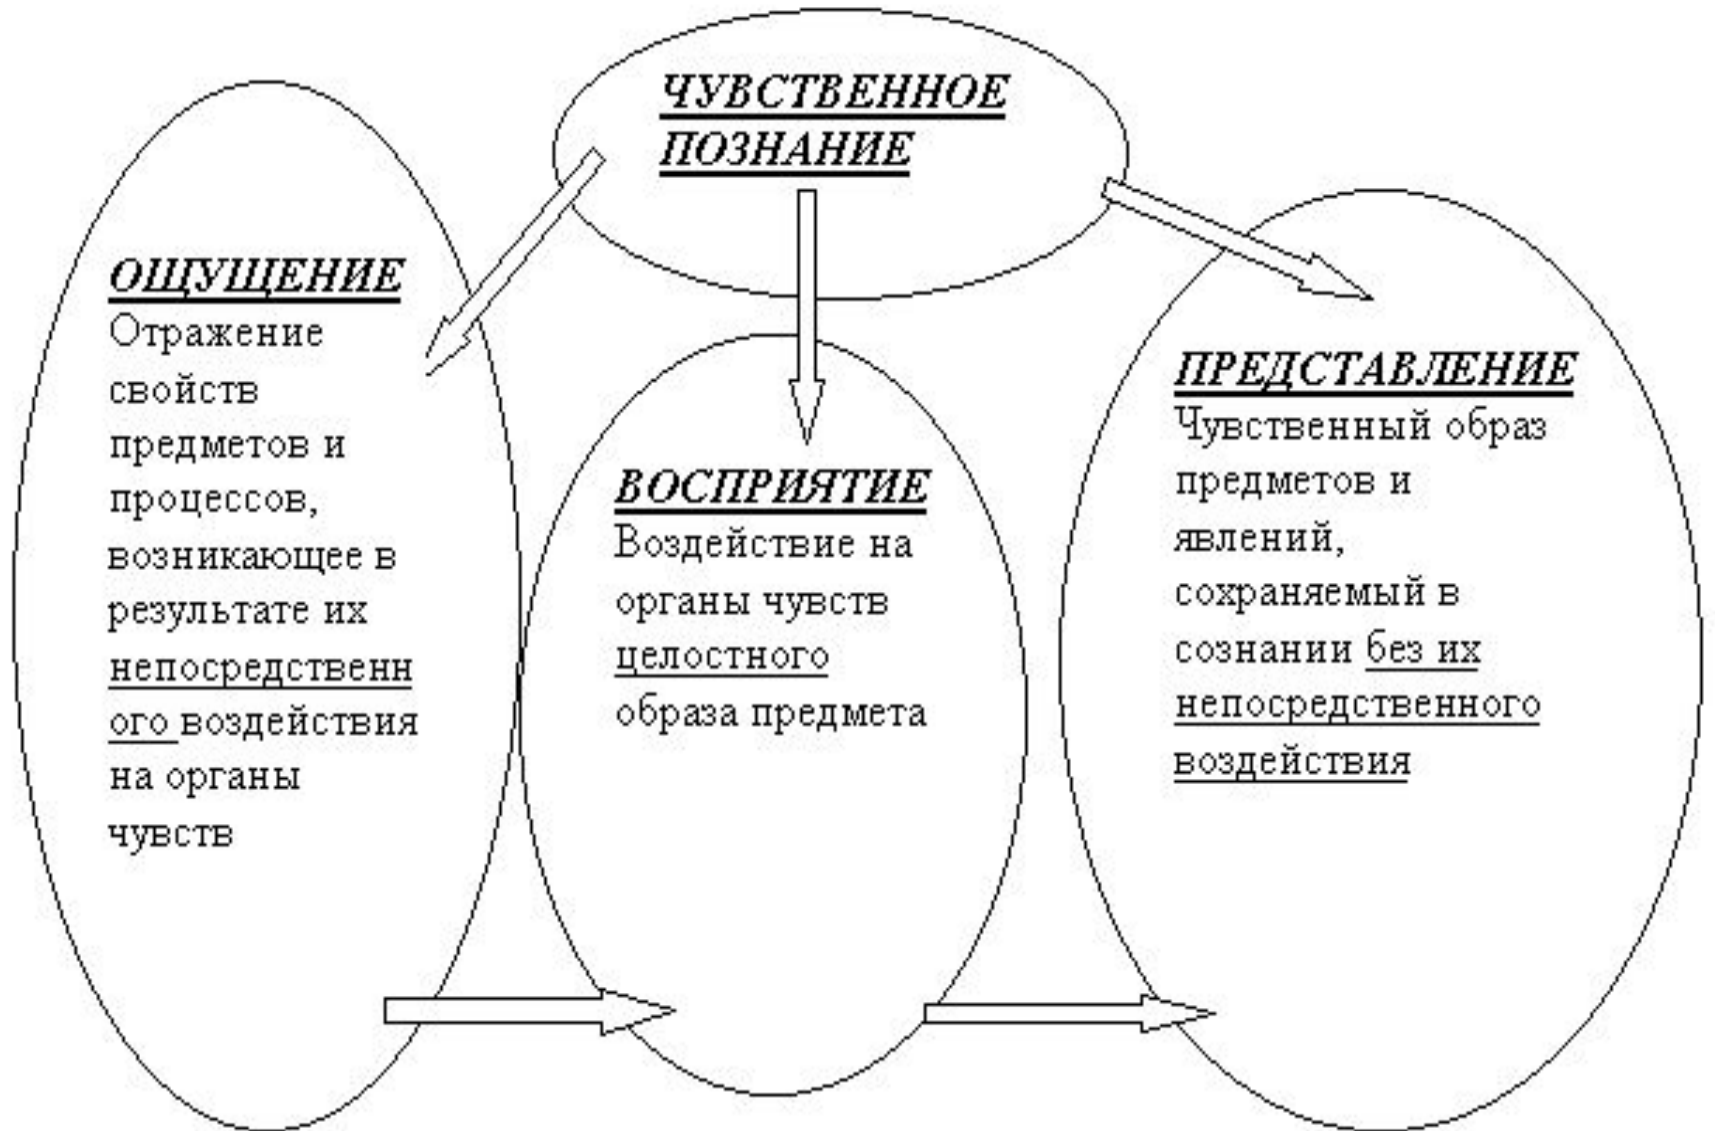 ЧУВСТВЕННОЕ
ПОЗНАНИЕ
ОЩУЩЕНИЕ
Отражение
свойств
предметов и
процессов,
возникающее в
результате их
непосредственн
ого воздействия
на органы
чувств
ВОСПРИЯТИЕ
Воздействие на
органы чувств
целостного
образа предмета
ПРЕДСТАВЛЕНИЕ
Чувственный образ
предметов и
явлений,
сохраняемый в
сознании без их
непосредственного
воздействия